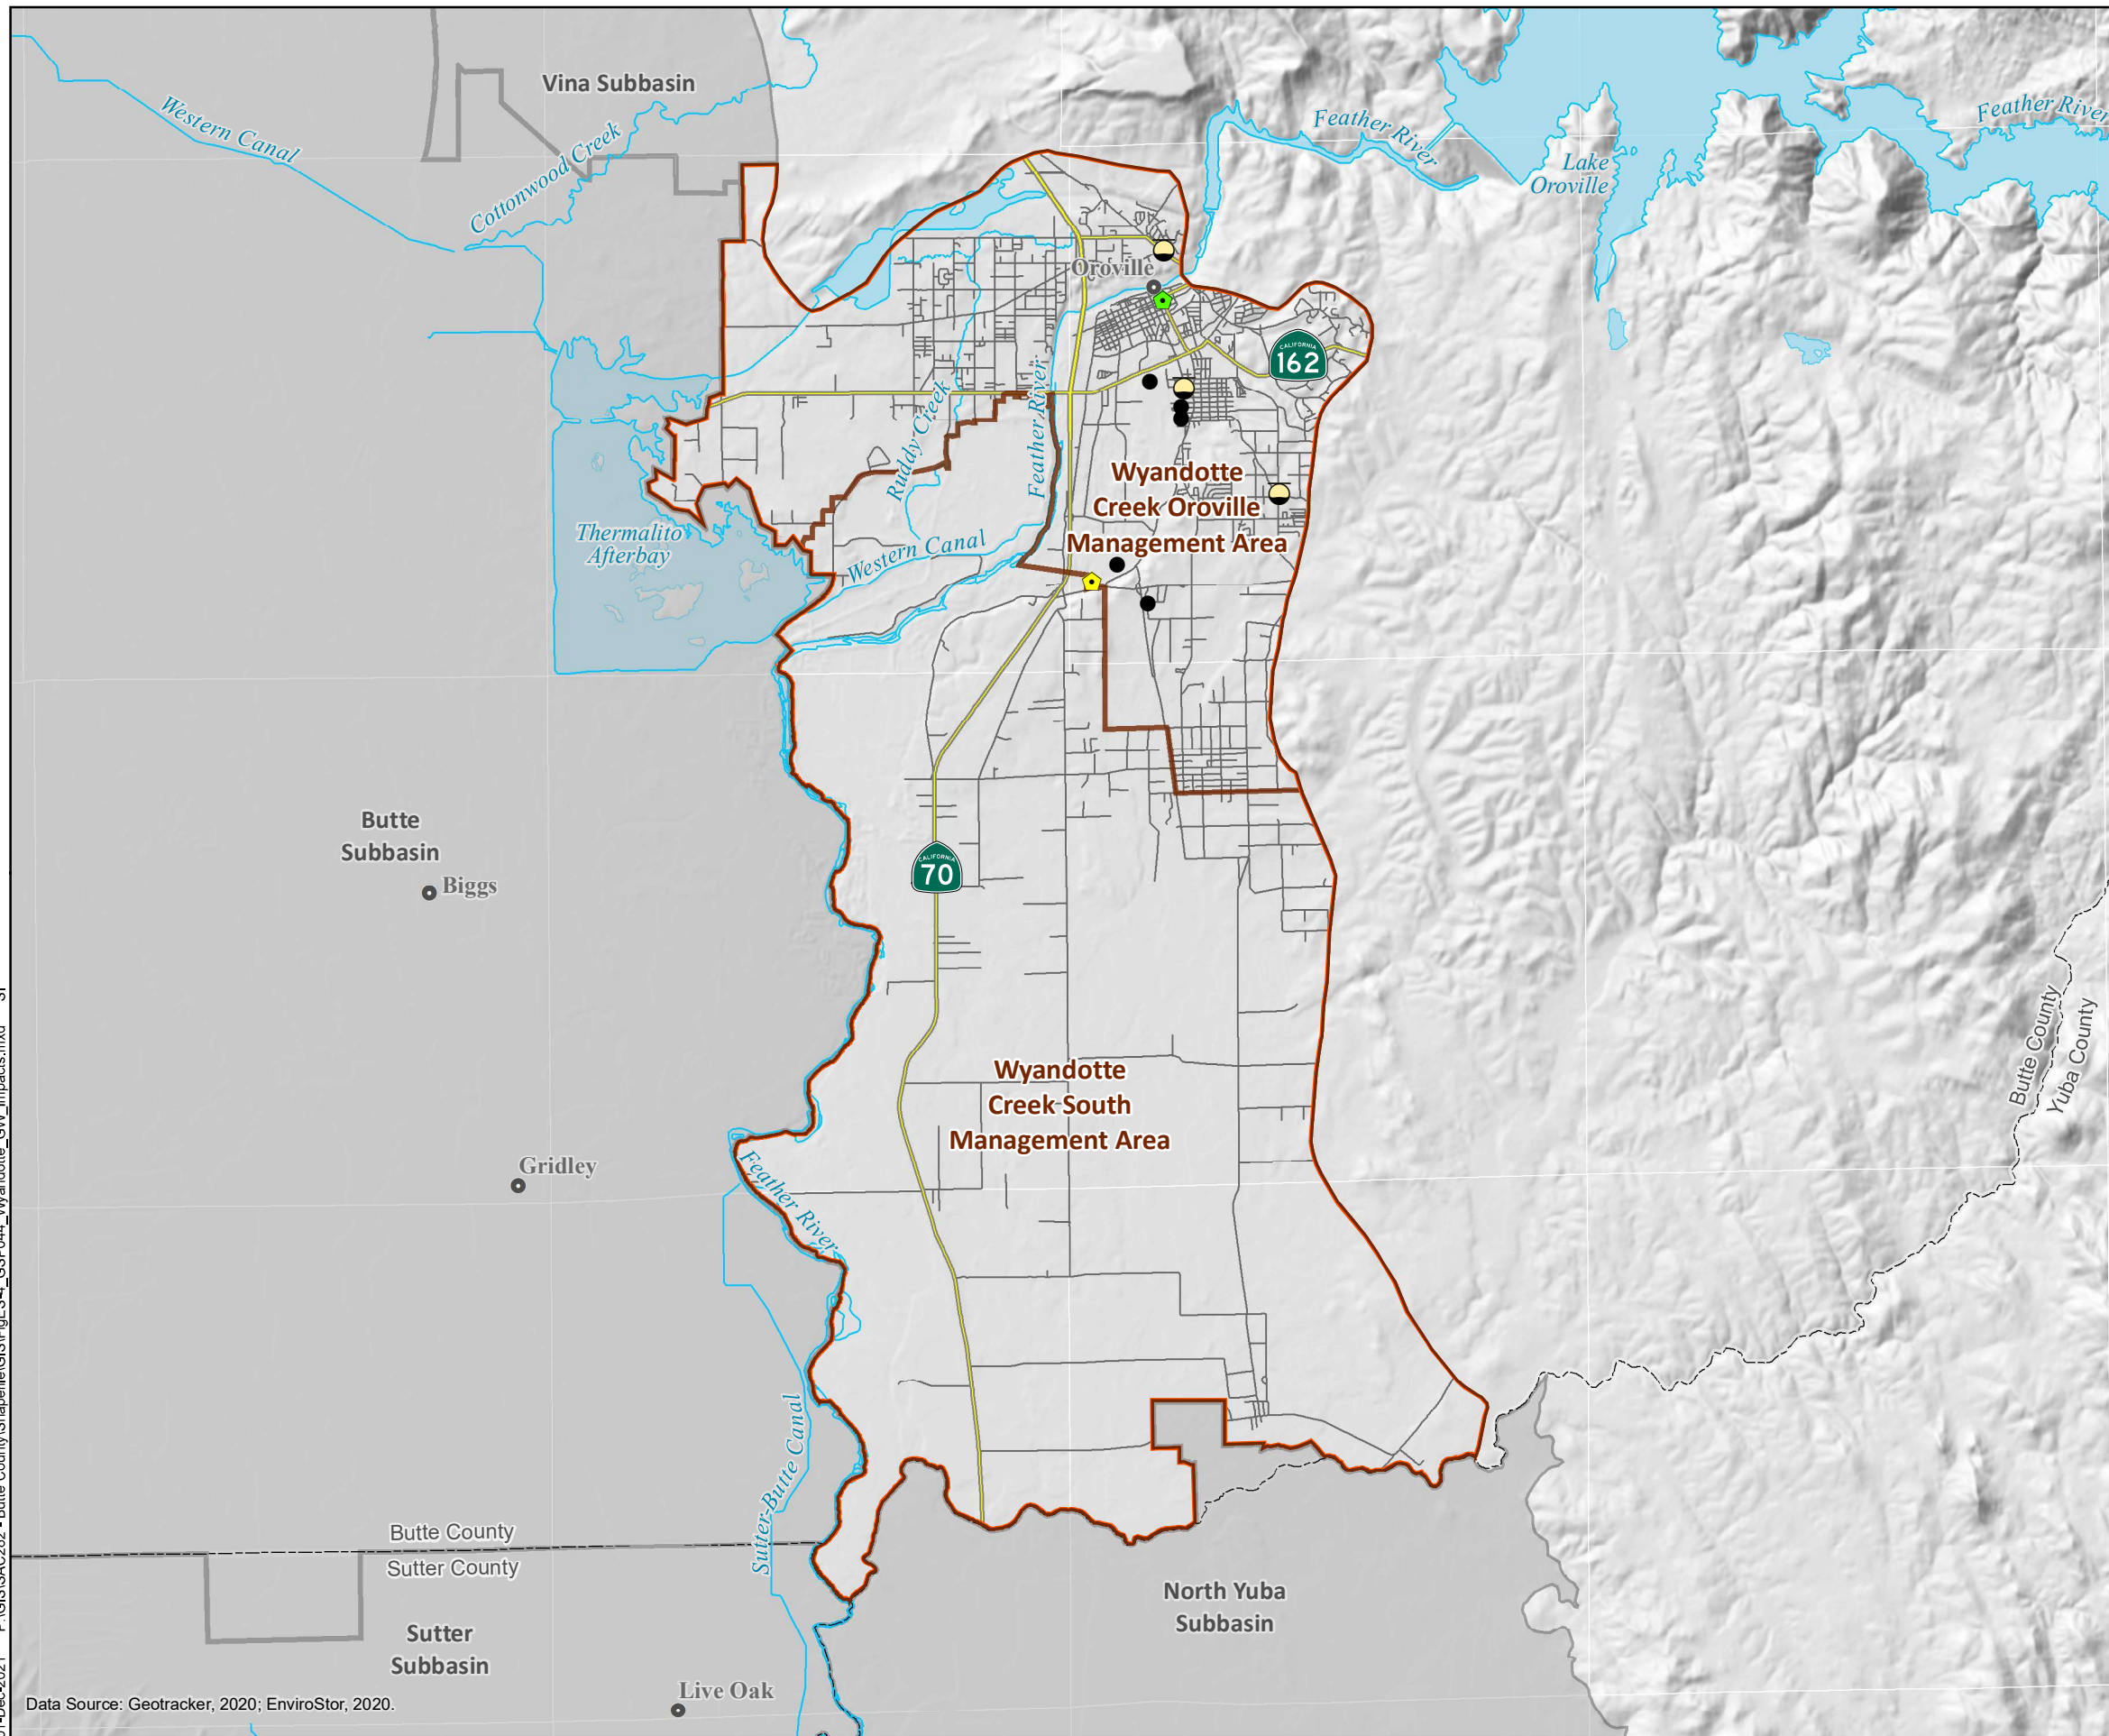 Vina Subbasin
Western Canal
Cottonwood Creek
Feather River
Feather River
Lake
Oroville
Oroville
CALIFORNIA
162
Ruddy Creek
Feather River
Wyandotte
Creek Oroville
Management Area
Thermalito
Afterbay
Western Canal
Butte
Subbasin
Biggs
CALIFORNIA
70
Butte County
Yuba County
Wyandotte
Creek South
Management Area
Gridley
Feather River
Sutter-Butte Canal
Butte County
Sutter County
North Yuba
Subbasin
Sutter
Subbasin
Live Oak
Data Source: Geotracker, 2020; EnviroStor, 2020.